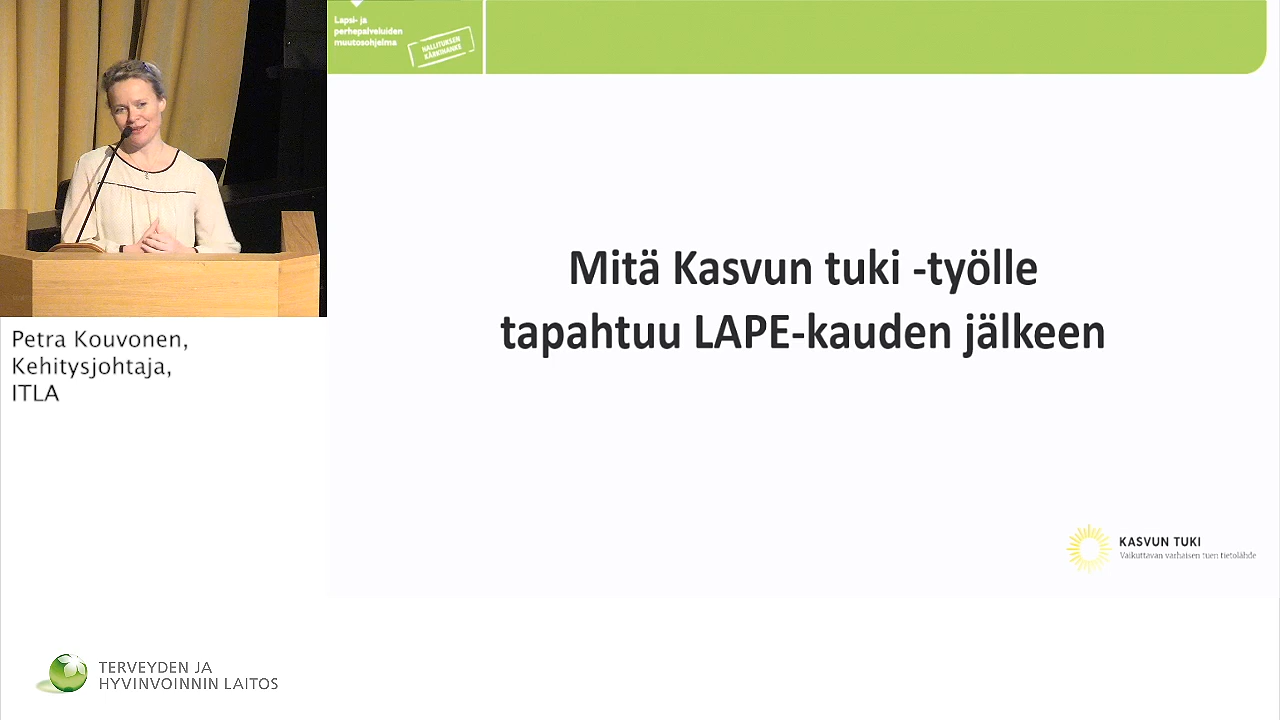 Lapsi- ja
perhepalveluiden
muutosohjelma
HALLITUKSEN
KÄRKIHANKE
Mitä Kasvun tuki -työlle
tapahtuu LAPE-kauden jälkeen
Petra Kouvonen,
Kehitysjohtaja,
ITLA
KASVUN TUKI
Vaikuttavan varhaisen tuen tietolähde
TERVEYDEN JA
HYVINVOINNIN LAITOS